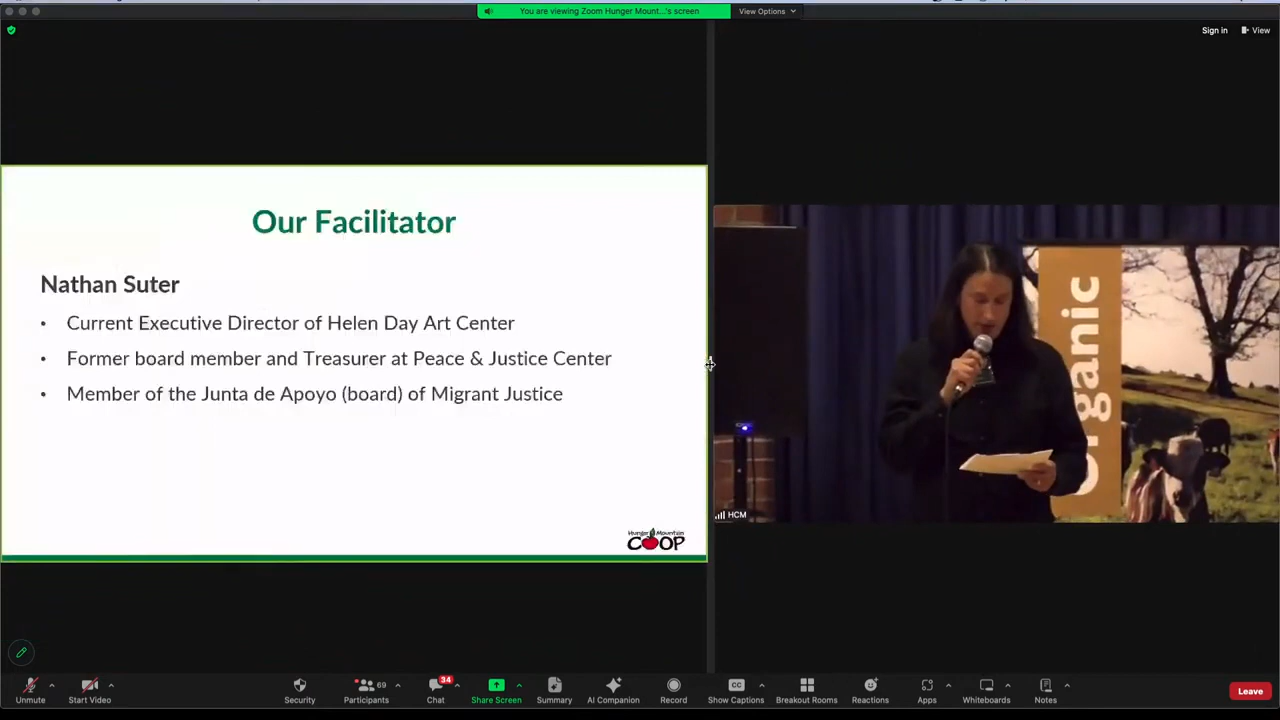 You are viewing Zoom Hunger Mount...'s screen
View Options
Sign in
View
Our Facilitator
Nathan Suter
• Current Executive Director of Helen Day Art Center
• Former board member and Treasurer at Peace & Justice Center
• Member of the Junta de Apoyo (board) of Migrant Justice
Hunger Mountain
COOP
Organic
HCM
69
34
Unmute
Start Video
Security
Participants
Chat
Share Screen
Summary
AI Companion
Record
Show Captions
Breakout Rooms
Reactions
Apps
Whiteboards
Notes
Leave